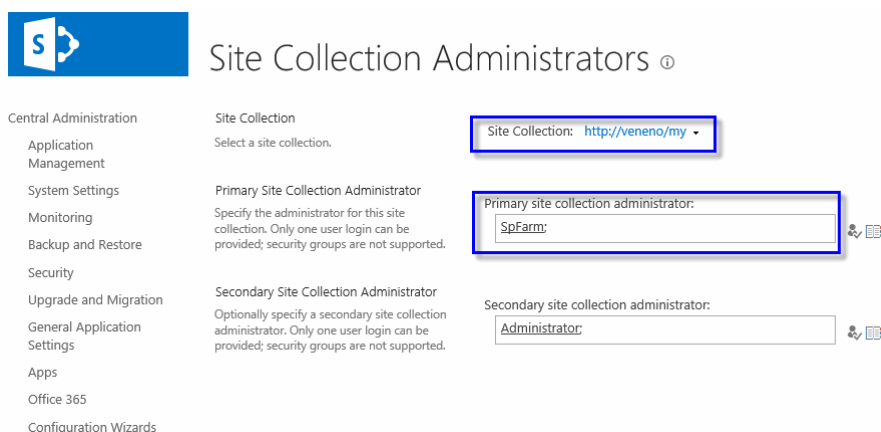 S
Site Collection Administrators
Central Administration
Application
Management
System Settings
Monitoring
Backup and Restore
Security
Upgrade and Migration
General Application
Settings
Apps
Office 365
Configuration Wizards
Site Collection
Select a site collection.
Site Collection: http://veneno/my
Primary Site Collection Administrator
Specify the administrator for this site
collection. Only one user login can be
provided; security groups are not supported.
Primary site collection administrator:
SpFarm;
Secondary Site Collection Administrator
Optionally specify a secondary site collection
administrator. Only one user login can be
provided; security groups are not supported.
Secondary site collection administrator:
Administrator;